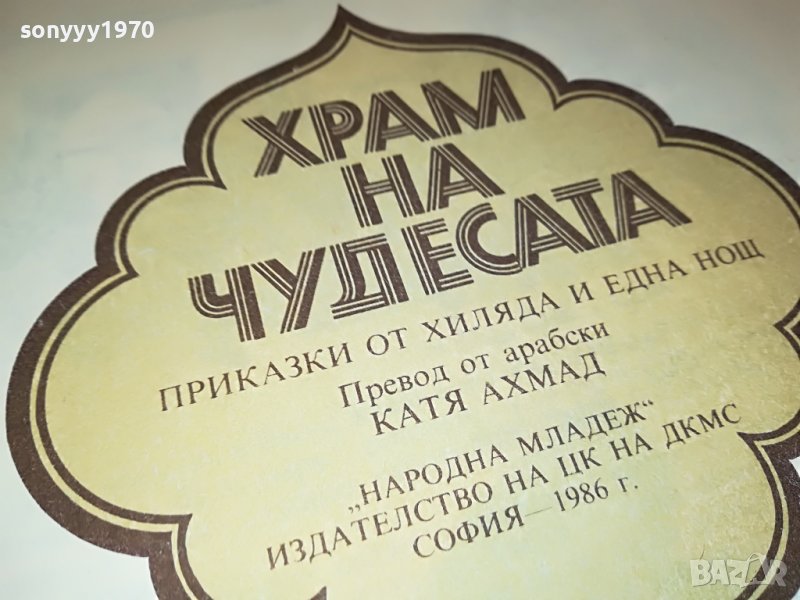 sonyyy1970
ХРАМ
НА
ЧУДЕСАТА
ПРИКАЗКИ ОТ ХИЛЯДА И ЕДНА НОЩ
Превод от арабски
КАТЯ АХМАД
„НАРОДНА МЛАДЕЖ“
ИЗДАТЕЛСТВО НА ЦК НА ДКМС
СОФИЯ—1986 г.
BAZAR